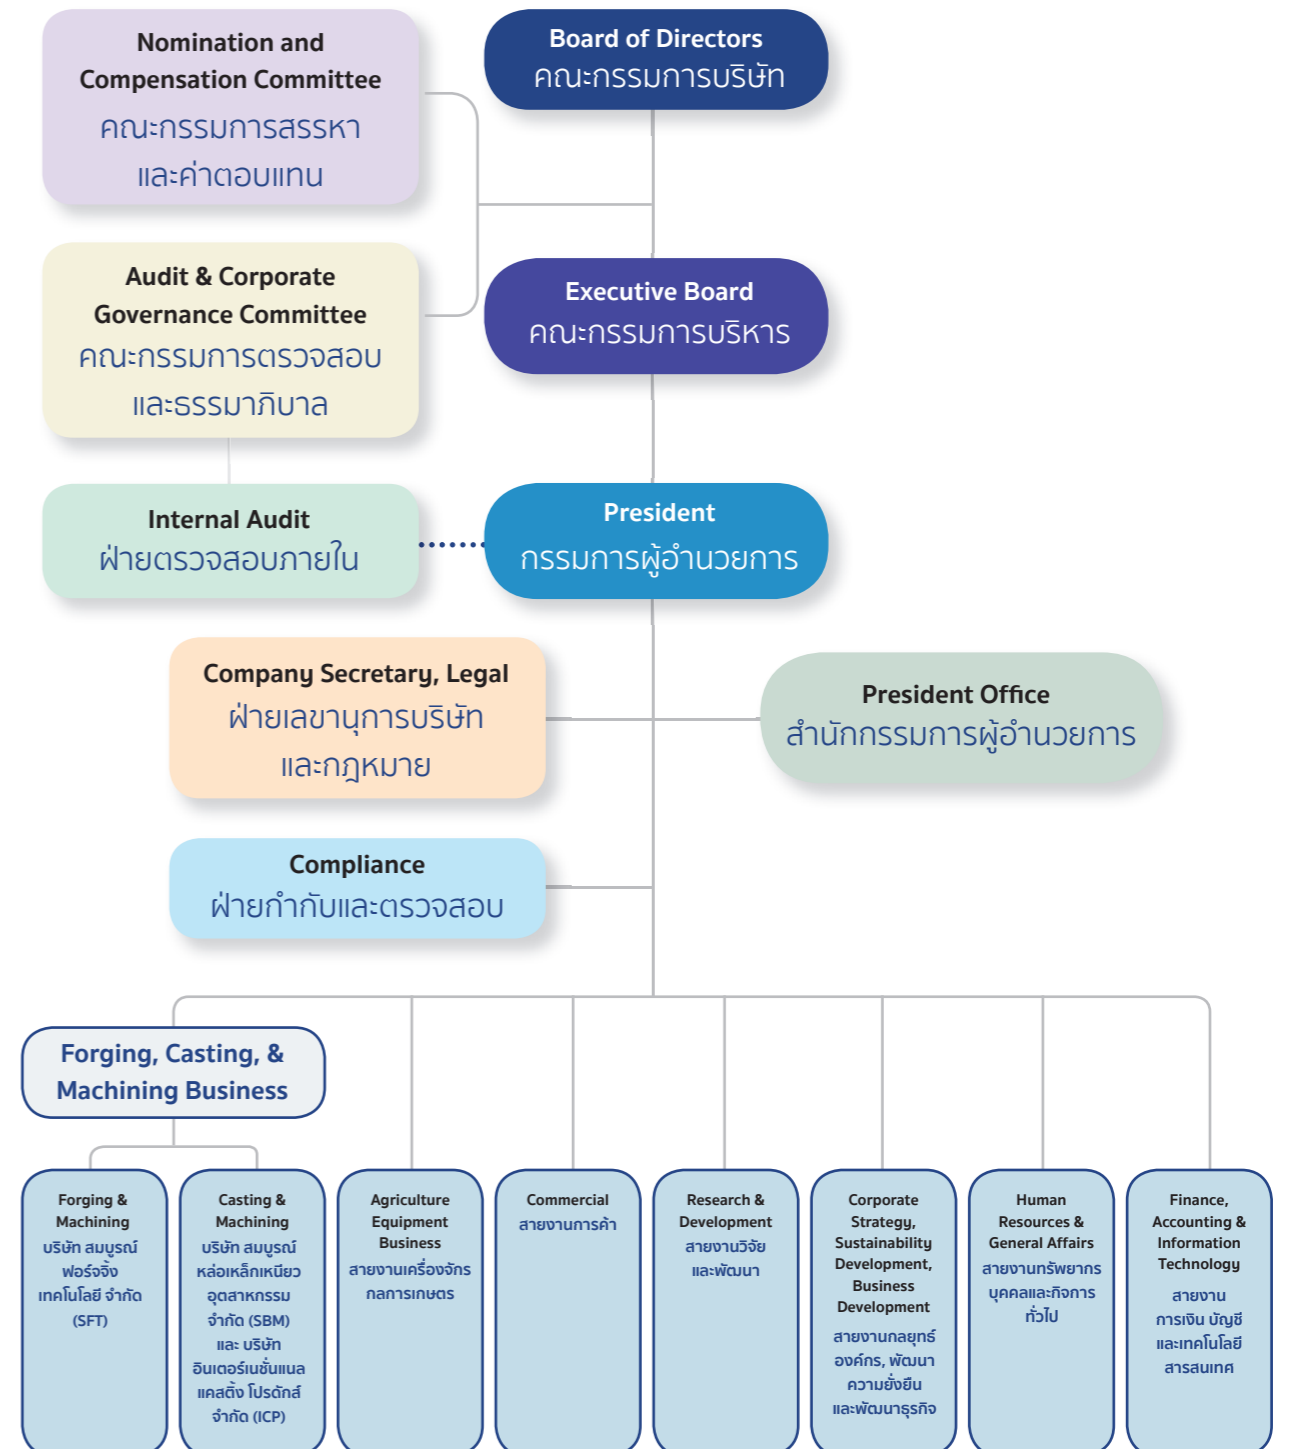 Nomination and
Compensation Committee
คณะกรรมการสรรหา
และค่าตอบแทน
Board of Directors
คณะกรรมการบริษัท
Audit & Corporate
Governance Committee
คณะกรรมการตรวจสอบ
และธรรมาภิบาล
Executive Board
คณะกรรมการบริหาร
Internal Audit
ฝ่ายตรวจสอบภายใน
President
กรรมการผู้อำนวยการ
Company Secretary, Legal
ฝ่ายเลขานุการบริษัท
และกฎหมาย
President Office
สำนักกรรมการผู้อำนวยการ
Compliance
ฝ่ายกำกับและตรวจสอบ
Forging, Casting, &
Machining Business
Forging &
Machining
บริษัท สมบูรณ์
ฟอร์จจิ้ง
เทคโนโลยี จำกัด
(SFT)
Casting &
Machining
บริษัท สมบูรณ์
หล่อเหล็กเหนียว
อุตสาหกรรม
จำกัด (SBM)
และ บริษัท
อินเตอร์เนชั่นแนล
แคสติ้ง โปรดักส์
จำกัด (ICP)
Agriculture
Equipment
Business
สายงานเครื่องจักร
กลการเกษตร
Commercial
สายงานการค้า
Research &
Development
สายงานวิจัย
และพัฒนา
Corporate
Strategy,
Sustainability
Development,
Business
Development
สายงานกลยุทธ์
องค์กร, พัฒนา
ความยั่งยืน
และพัฒนาธุรกิจ
Human
Resources &
General Affairs
สายงานทรัพยากร
บุคคลและกิจการ
ทั่วไป
Finance,
Accounting &
Information
Technology
สายงาน
การเงิน บัญชี
และเทคโนโลยี
สารสนเทศ